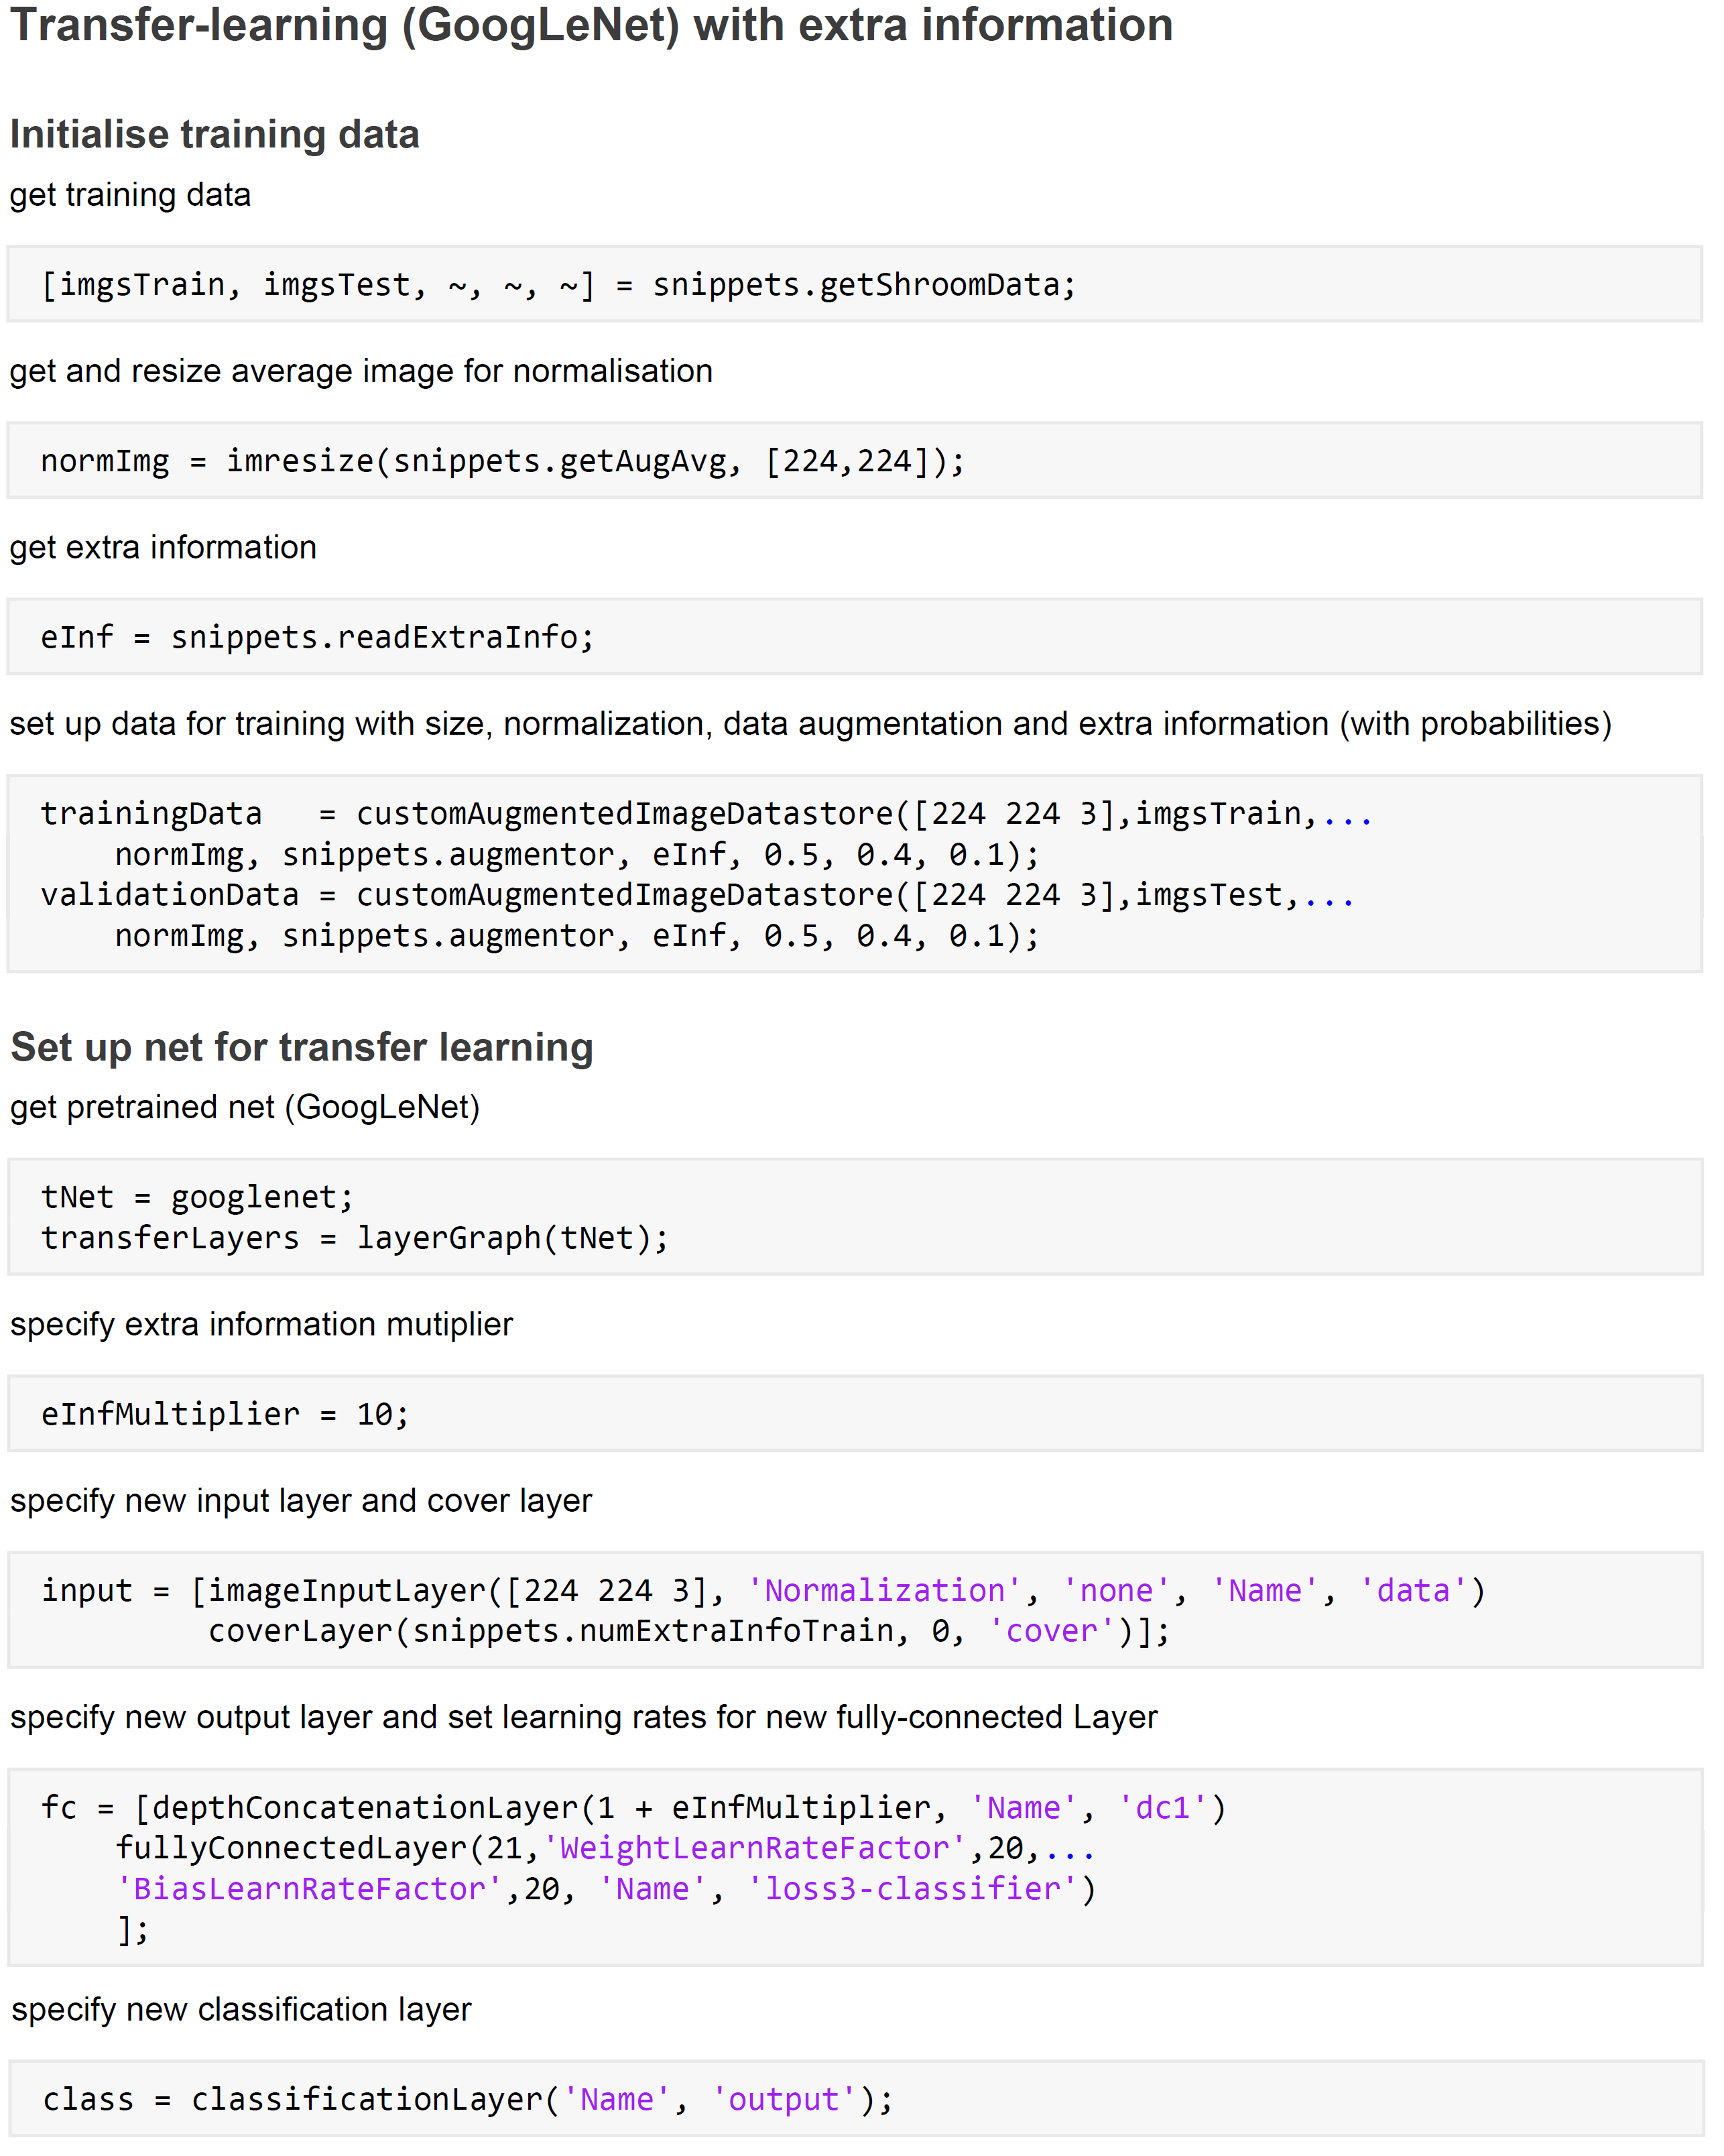 Transfer-learning (GoogLeNet) with extra information
Initialise training data
get training data
[imgsTrain, imgsTest, ~, ~, ~] = snippets.getShroomData;
get and resize average image for normalisation
normImg = imresize(snippets.getAugAvg, [224,224]);
get extra information
eInf = snippets.readExtraInfo;
set up data for training with size, normalization, data augmentation and extra information (with probabilities)
trainingData   = customAugmentedImageDatastore([224 224 3],imgsTrain,...
    normImg, snippets.augmentor, eInf, 0.5, 0.4, 0.1);
validationData = customAugmentedImageDatastore([224 224 3],imgsTest,...
    normImg, snippets.augmentor, eInf, 0.5, 0.4, 0.1);
Set up net for transfer learning
get pretrained net (GoogLeNet)
tNet = googlenet;
transferLayers = layerGraph(tNet);
specify extra information mutiplier
eInfMultiplier = 10;
specify new input layer and cover layer
input = [imageInputLayer([224 224 3], 'Normalization', 'none', 'Name', 'data')
         coverLayer(snippets.numExtraInfoTrain, 0, 'cover')];
specify new output layer and set learning rates for new fully-connected Layer
fc = [depthConcatenationLayer(1 + eInfMultiplier, 'Name', 'dc1')
    fullyConnectedLayer(21,'WeightLearnRateFactor',20,...
    'BiasLearnRateFactor',20, 'Name', 'loss3-classifier')
    ];
specify new classification layer
class = classificationLayer('Name', 'output');